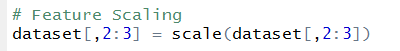 # Feature Scaling
dataset[,2:3] = scale(dataset[,2:3])